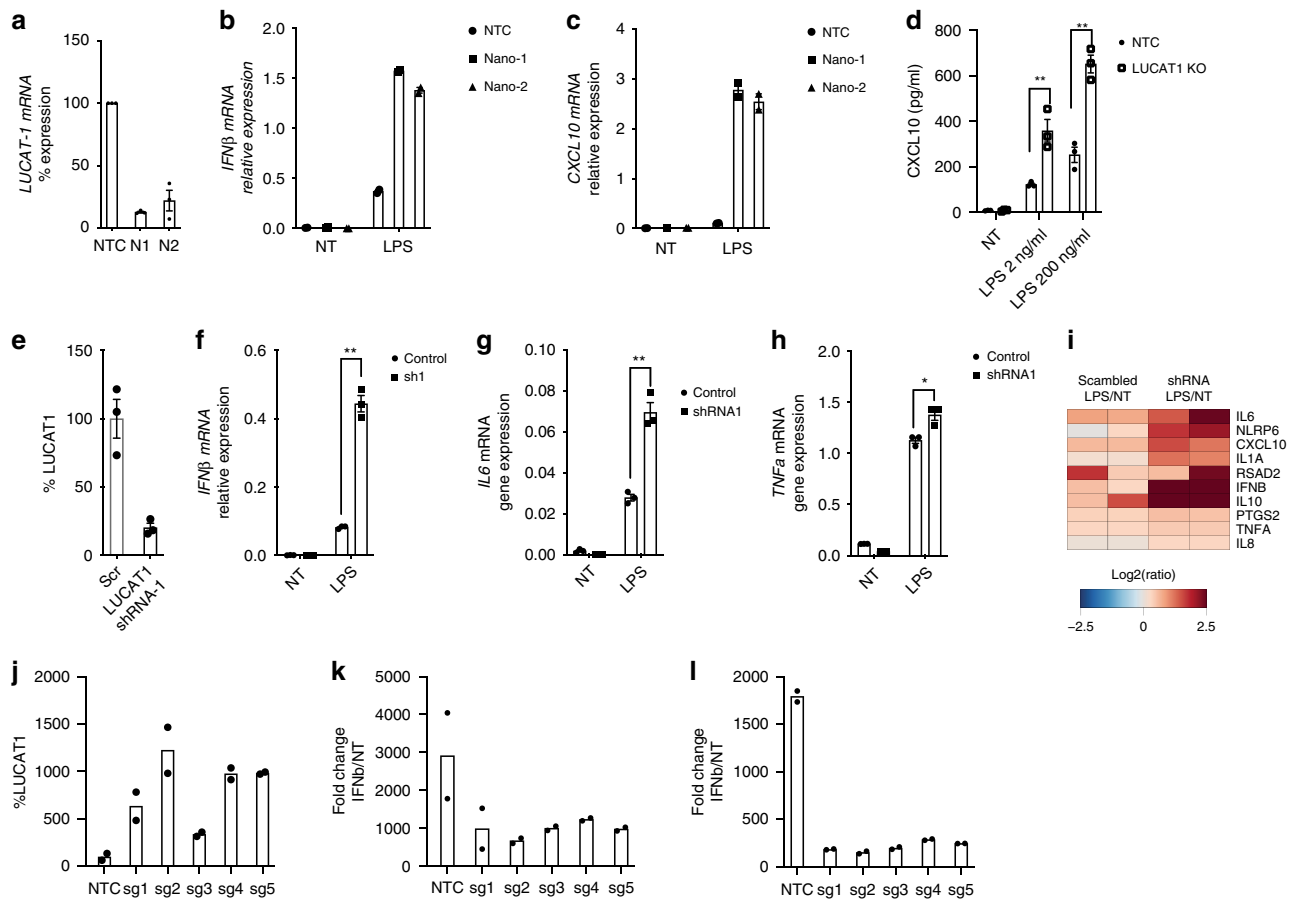 a
150
100
50
0
LUCAT-1 mRNA
% expression
NTC N1 N2
b
2.0
1.5
1.0
0.5
0.0
IFNβ mRNA
relative expression
NT LPS
NTC
Nano-1
Nano-2
c
4
3
2
1
0
CXCL10 mRNA
relative expression
NT LPS
NTC
Nano-1
Nano-2
d
800
600
400
200
0
CXCL10 (pg/ml)
**
**
NT
LPS 2 ng/ml
LPS 200 ng/ml
NTC
LUCAT1 KO
e
150
100
50
0
% LUCAT1
Scr
LUCAT1
shRNA-1
f
0.6
0.4
0.2
0.0
IFNβ mRNA
relative expression
**
NT
LPS
Control
sh1
g
0.10
0.08
0.06
0.04
0.02
0.00
IL6 mRNA
gene expression
**
NT
LPS
Control
shRNA1
h
2.0
1.5
1.0
0.5
0.0
TNFa mRNA
gene expression
*
NT
LPS
Control
shRNA1
i
Scambled
LPS/NT
shRNA
LPS/NT
IL6
NLRP6
CXCL10
IL1A
RSAD2
IFNB
IL10
PTGS2
TNFA
IL8
Log2(ratio)
−2.5 0 2.5
j
2000
1500
1000
500
0
%LUCAT1
NTC sg1 sg2 sg3 sg4 sg5
k
5000
4000
3000
2000
1000
0
Fold change
IFNb/NT
NTC sg1 sg2 sg3 sg4 sg5
l
2000
1500
1000
500
0
Fold change
IFNb/NT
NTC sg1 sg2 sg3 sg4 sg5